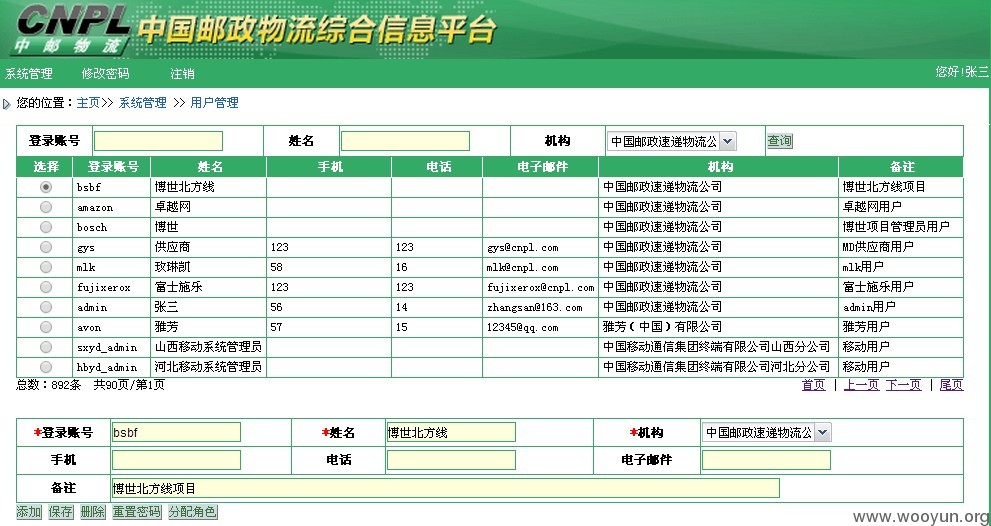 CNPL 中国邮政物流综合信息平台
中邮物流
系统管理 修改密码 注销 您好!张三
您的位置：主页>> 系统管理 >> 用户管理
登录账号 姓名 机构 中国邮政速递物流公 查询
选择 登录账号 姓名 手机 电话 电子邮件 机构 备注
bsbf 博世北方线 中国邮政速递物流公司 博世北方线项目
amazon 卓越网 中国邮政速递物流公司 卓越网用户
bosch 博世 中国邮政速递物流公司 博世项目管理员用户
gys 供应商 123 123 gys@cnpl.com 中国邮政速递物流公司 MD供应商用户
mlk 玫琳凯 58 16 mlk@cnpl.com 中国邮政速递物流公司 mlk用户
fujixerox 富士施乐 123 123 fujixerox@cnpl.com 中国邮政速递物流公司 富士施乐用户
admin 张三 56 14 zhangsan@163.com 中国邮政速递物流公司 admin用户
avon 雅芳 57 15 12345@qq.com 雅芳（中国）有限公司 雅芳用户
sxyd_admin 山西移动系统管理员 中国移动通信集团终端有限公司山西分公司 移动用户
hbyd_admin 河北移动系统管理员 中国移动通信集团终端有限公司河北分公司 移动用户
总数：892条 共90页/第1页 首页 | 上一页 下一页 | 尾页
*登录账号 bsbf *姓名 博世北方线 *机构 中国邮政速递物流公
手机 电话 电子邮件
备注 博世北方线项目
添加 保存 删除 重置密码 分配角色
www.wooyun.org